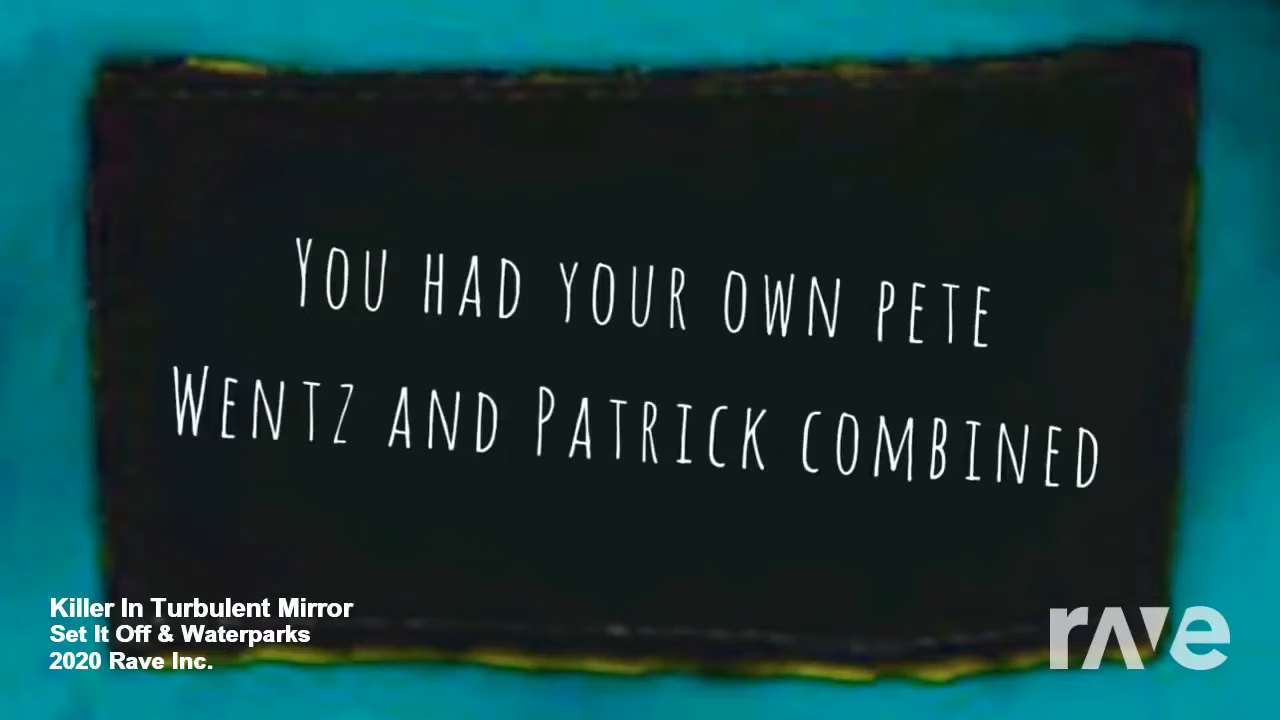 You had your own pete
Wentz and Patrick combined
Killer In Turbulent Mirror
Set It Off & Waterparks
2020 Rave Inc.
rave